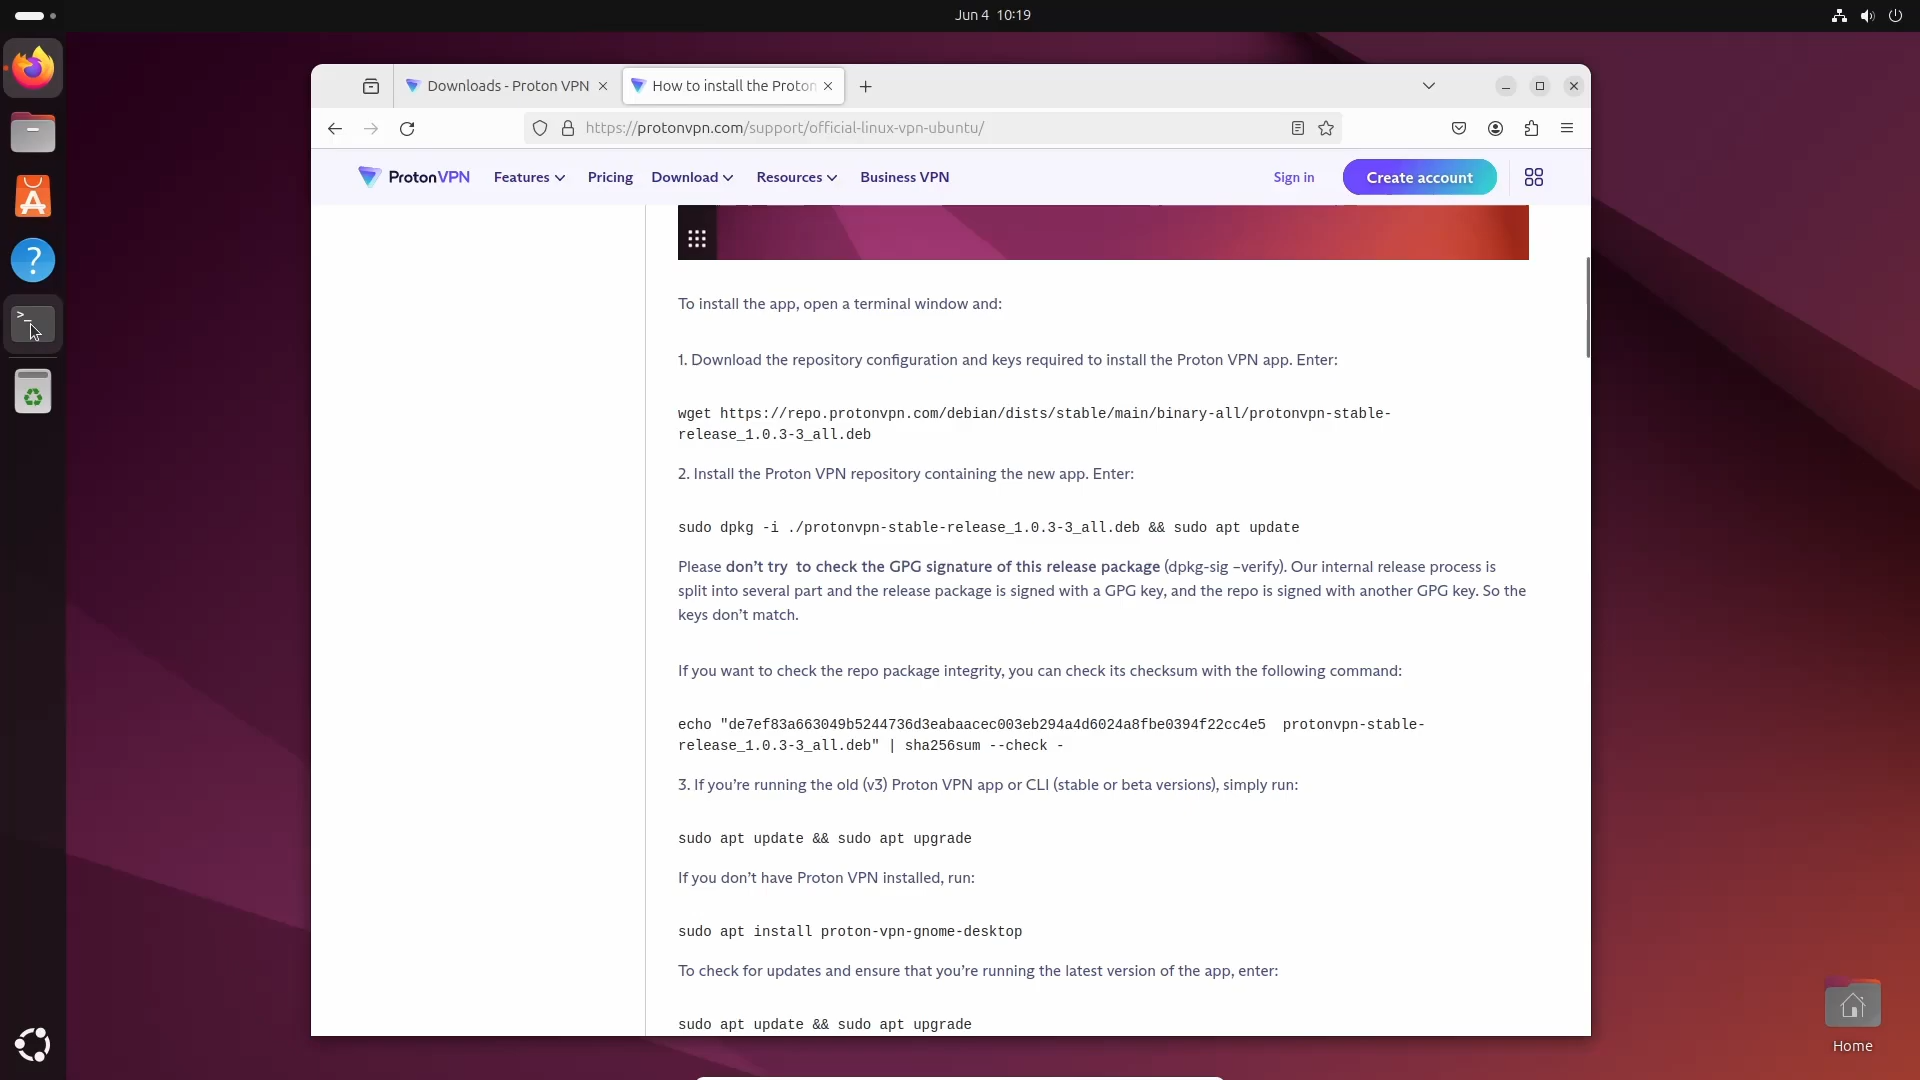 Jun 4 10:19
Downloads - Proton VPN
How to install the Proton
https://protonvpn.com/support/official-linux-vpn-ubuntu/
ProtonVPN
Features
Pricing
Download
Resources
Business VPN
Sign in
Create account
To install the app, open a terminal window and:
1. Download the repository configuration and keys required to install the Proton VPN app. Enter:
wget https://repo.protonvpn.com/debian/dists/stable/main/binary-all/protonvpn-stable-
release_1.0.3-3_all.deb
2. Install the Proton VPN repository containing the new app. Enter:
sudo dpkg -i ./protonvpn-stable-release_1.0.3-3_all.deb && sudo apt update
Please don’t try  to check the GPG signature of this release package (dpkg-sig –verify). Our internal release process is
split into several part and the release package is signed with a GPG key, and the repo is signed with another GPG key. So the
keys don’t match.
If you want to check the repo package integrity, you can check its checksum with the following command:
echo "de7ef83a663049b5244736d3eabaacec003eb294a4d6024a8fbe0394f22cc4e5  protonvpn-stable-
release_1.0.3-3_all.deb" | sha256sum --check -
3. If you’re running the old (v3) Proton VPN app or CLI (stable or beta versions), simply run:
sudo apt update && sudo apt upgrade
If you don’t have Proton VPN installed, run:
sudo apt install proton-vpn-gnome-desktop
To check for updates and ensure that you’re running the latest version of the app, enter:
sudo apt update && sudo apt upgrade
Home